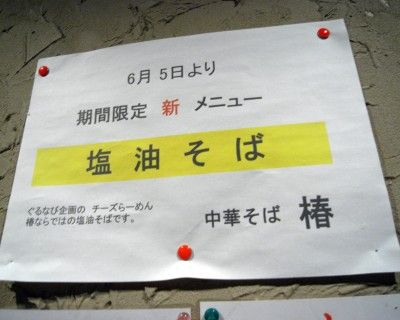 6月5日より
期間限定 新 メニュー
塩油そば
ぐるなび企画の チーズらーめん
椿ならではの塩油そばです。
中華そば 椿